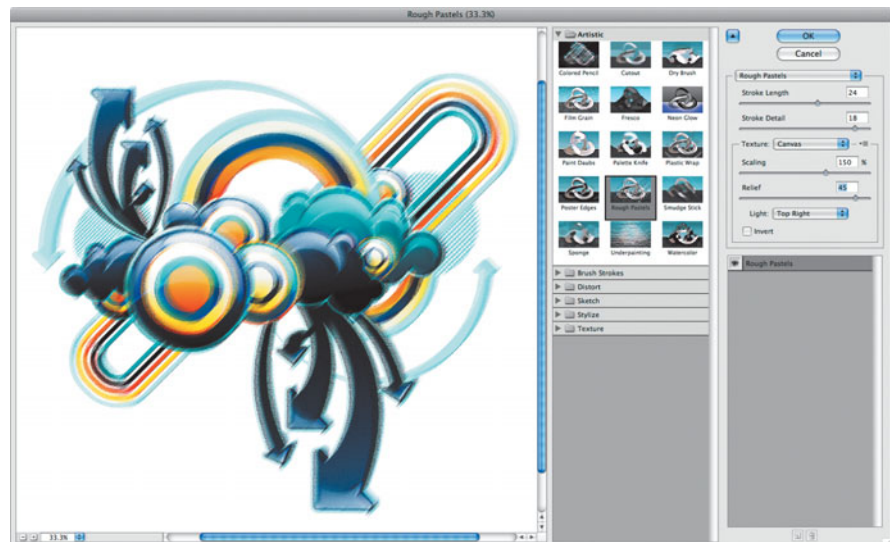 Rough Pastels (33.3%)
Artistic
Colored Pencil
Cutout
Dry Brush
Film Grain
Fresco
Neon Glow
Paint Daubs
Palette Knife
Plastic Wrap
Poster Edges
Rough Pastels
Smudge Stick
Sponge
Underpainting
Watercolor
Brush Strokes
Distort
Sketch
Stylize
Texture
OK
Cancel
Rough Pastels
Stroke Length 24
Stroke Detail 18
Texture: Canvas
Scaling 150 %
Relief 45
Light: Top Right
Invert
Rough Pastels
33.3%